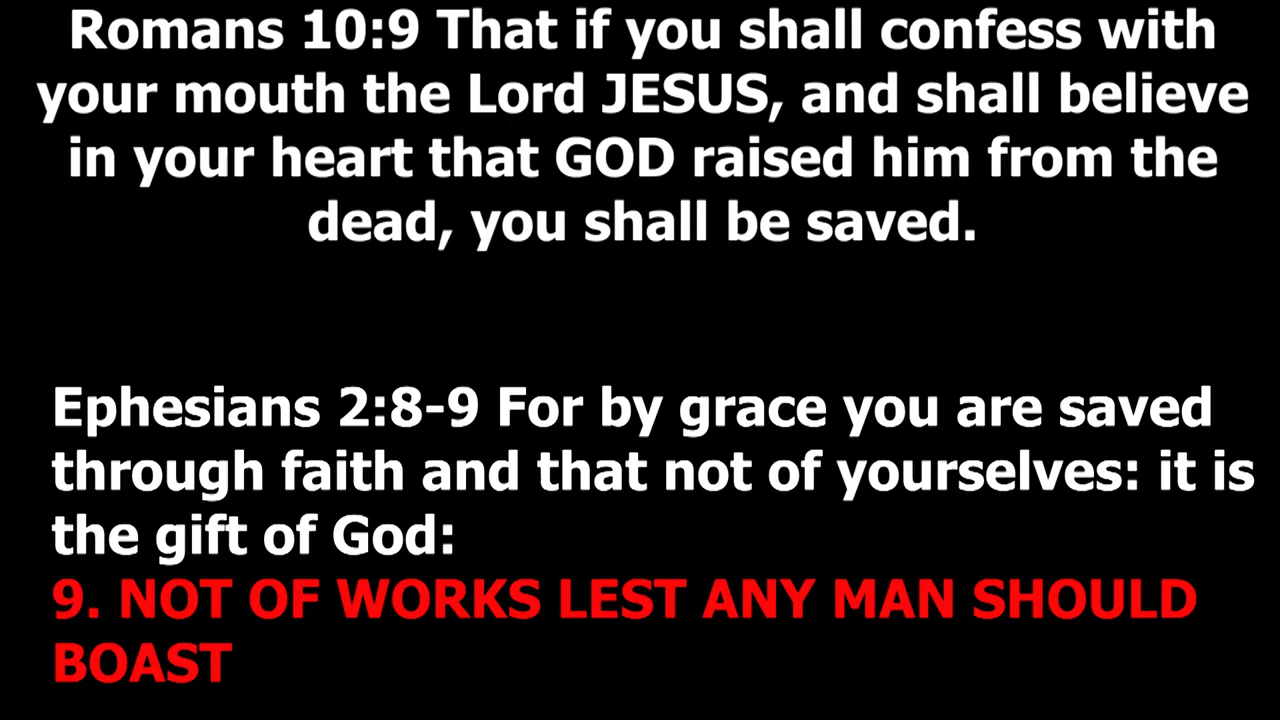 Romans 10:9 That if you shall confess with
your mouth the Lord JESUS, and shall believe
in your heart that GOD raised him from the
dead, you shall be saved.
Ephesians 2:8-9 For by grace you are saved
through faith and that not of yourselves: it is
the gift of God:
9. NOT OF WORKS LEST ANY MAN SHOULD
BOAST